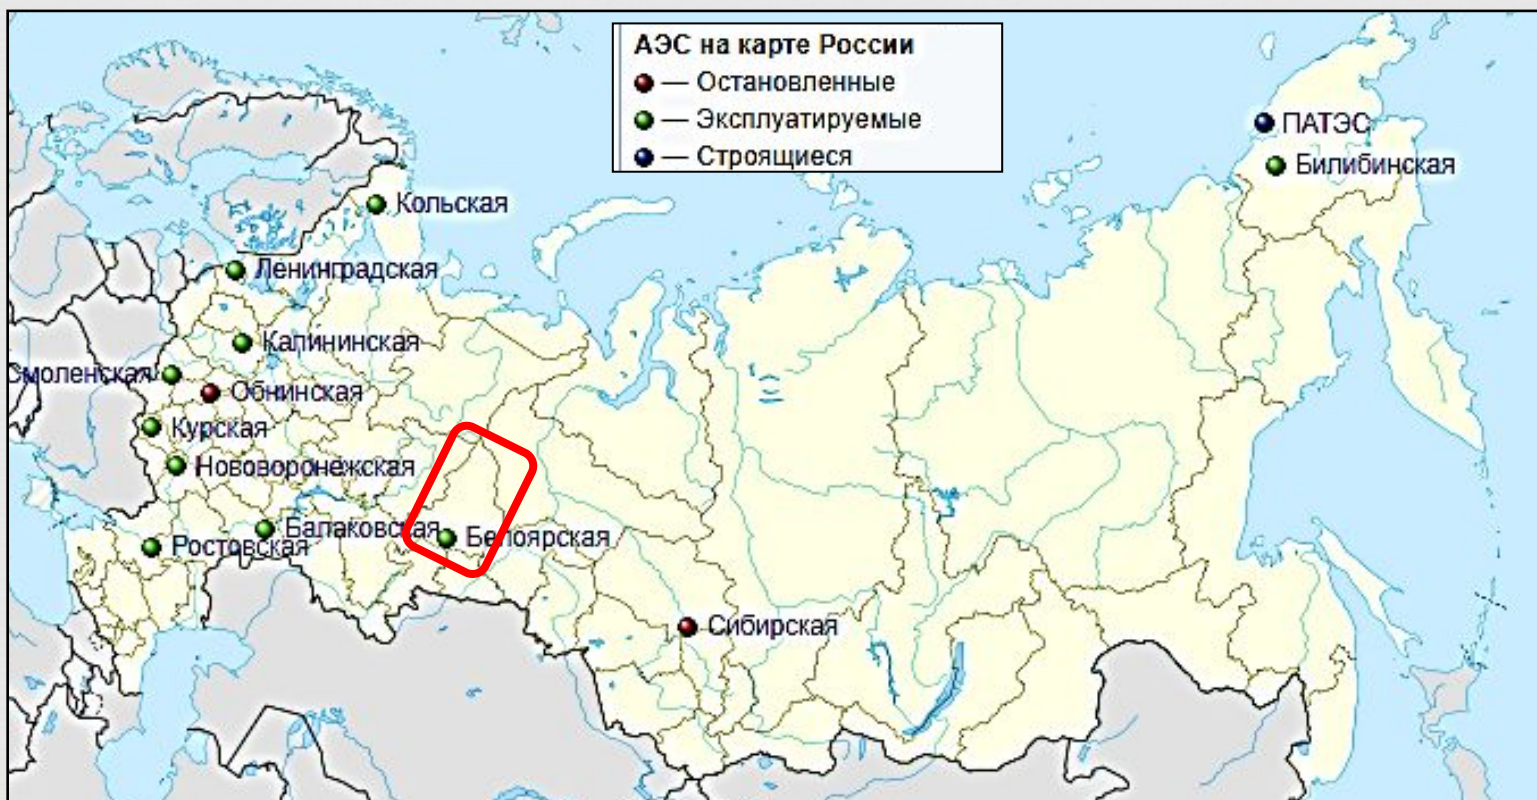 АЭС на карте России
— Остановленные
— Эксплуатируемые
— Строящиеся
ПАТЭС
Билибинская
Кольская
Ленинградская
Калининская
Смоленская
Обнинская
Курская
Нововоронежская
Балаковская
Белоярская
Ростовская
Сибирская